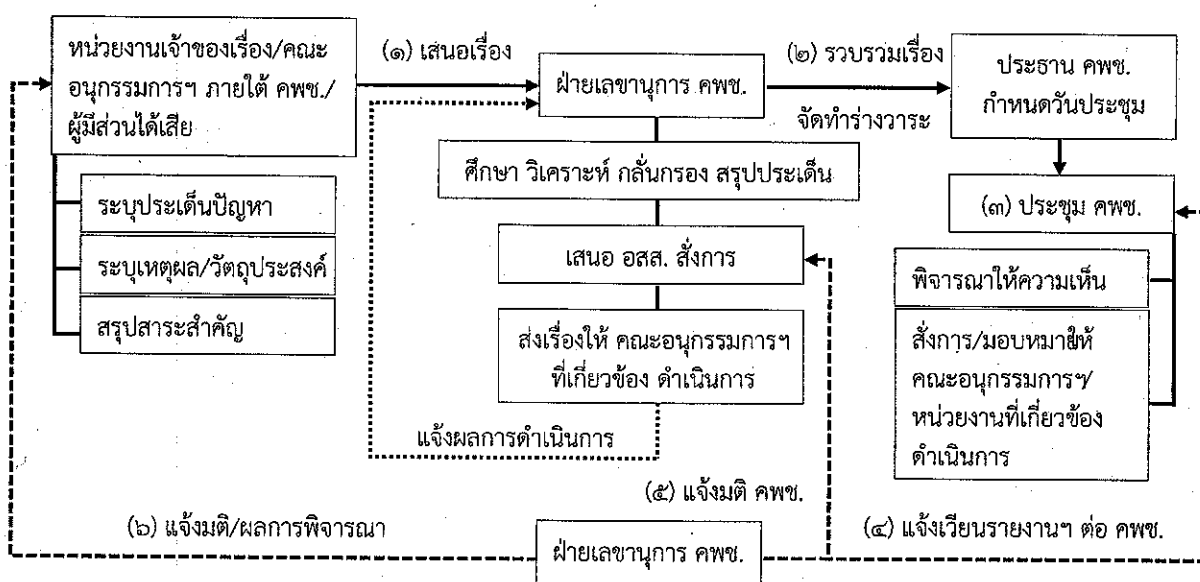 หน่วยงานเจ้าของเรื่อง/คณะ
อนุกรรมการฯ ภายใต้ คพช./
ผู้มีส่วนได้เสีย
(๑) เสนอเรื่อง
ฝ่ายเลขานุการ คพช.
(๒) รวบรวมเรื่อง
จัดทำร่างวาระ
ประธาน คพช.
กำหนดวันประชุม
ระบุประเด็นปัญหา
ระบุเหตุผล/วัตถุประสงค์
สรุปสาระสำคัญ
ศึกษา วิเคราะห์ กลั่นกรอง สรุปประเด็น
เสนอ อสส. สั่งการ
ส่งเรื่องให้ คณะอนุกรรมการฯ
ที่เกี่ยวข้อง ดำเนินการ
แจ้งผลการดำเนินการ
(๓) ประชุม คพช.
พิจารณาให้ความเห็น
สั่งการ/มอบหมายให้
คณะอนุกรรมการฯ/
หน่วยงานที่เกี่ยวข้อง
ดำเนินการ
(๕) แจ้งมติ คพช.
(๖) แจ้งมติ/ผลการพิจารณา
ฝ่ายเลขานุการ คพช.
(๔) แจ้งเวียนรายงานฯ ต่อ คพช.